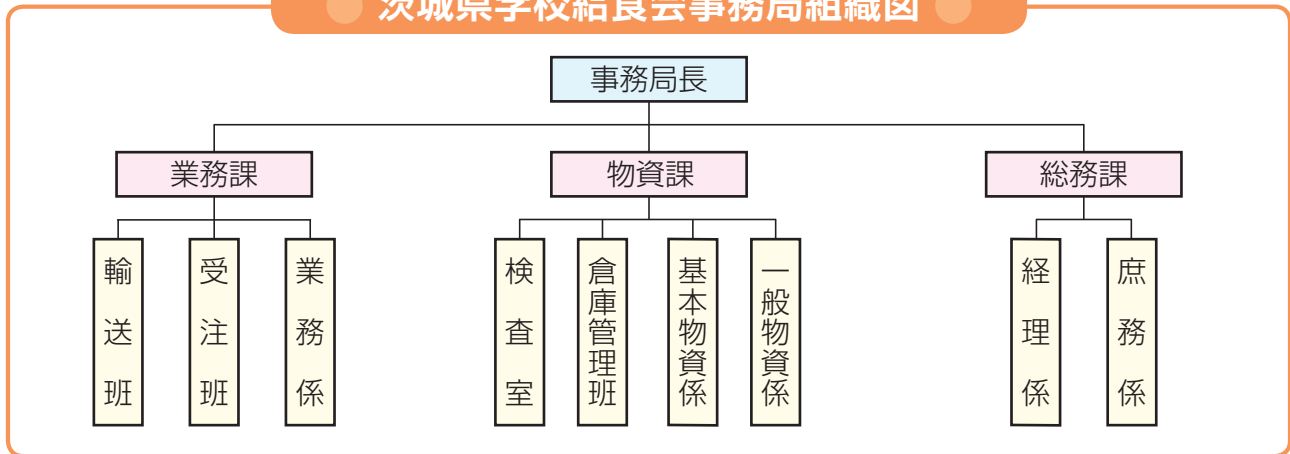 茨城県学校給食会事務局組織図
事務局長
業務課
物資課
総務課
輸送班
受注班
業務係
検査室
倉庫管理班
基本物資係
一般物資係
経理係
庶務係